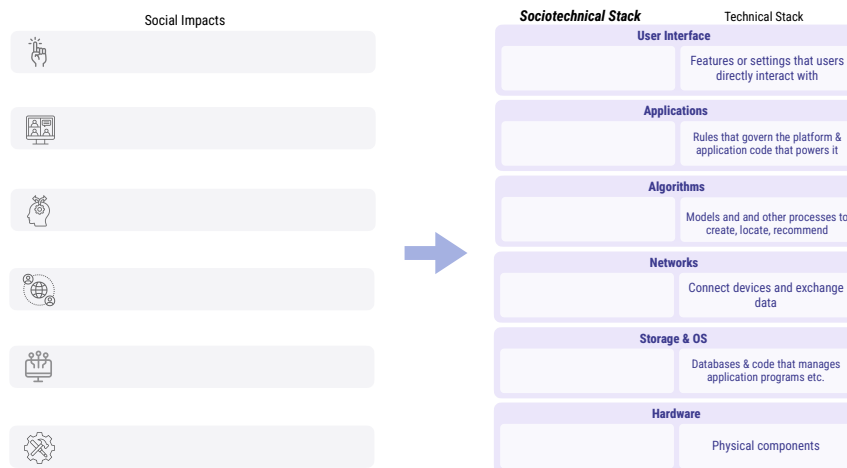 Social Impacts
Sociotechnical Stack
Technical Stack
User Interface
Features or settings that users
directly interact with
Applications
Rules that govern the platform &
application code that powers it
Algorithms
Models and and other processes to
create, locate, recommend
Networks
Connect devices and exchange
data
Storage & OS
Databases & code that manages
application programs etc.
Hardware
Physical components